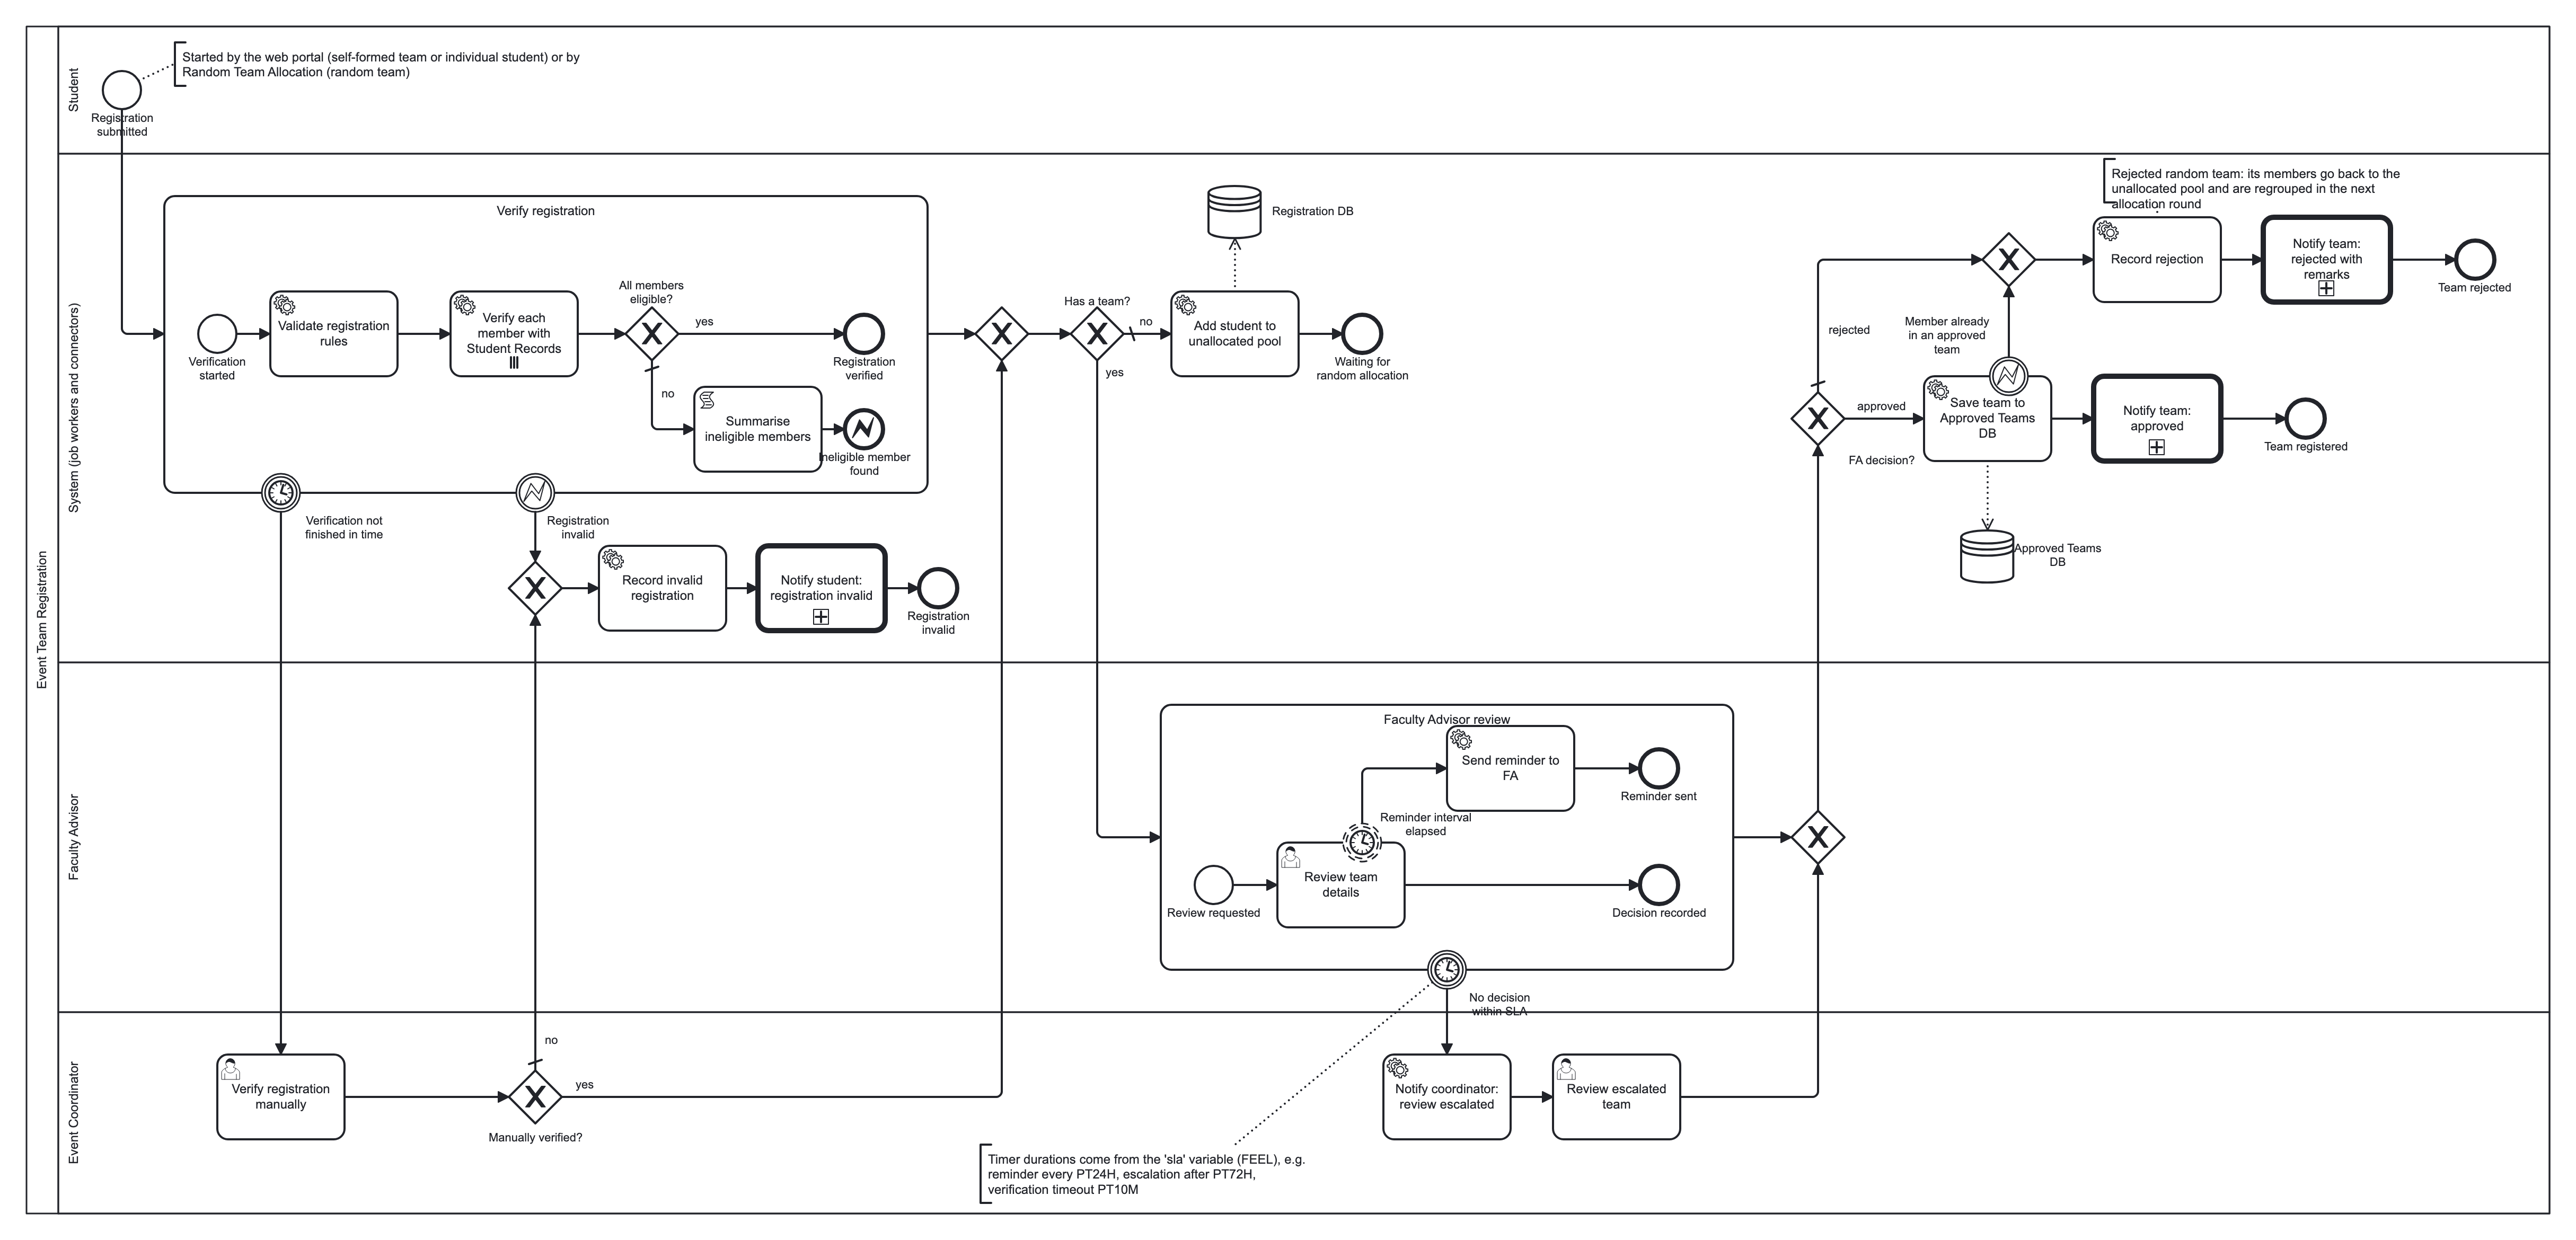 Event Team Registration
Student
Registration
submitted
Started by the web portal (self-formed team or individual student) or by
Random Team Allocation (random team)
System (job workers and connectors)
Verify registration
Verification
started
Validate registration
rules
Verify each
member with
Student Records
All members
eligible?
yes
no
Registration
verified
Summarise
ineligible members
Ineligible member
found
Verification not
finished in time
Registration
invalid
Record invalid
registration
Notify student:
registration invalid
Registration
invalid
Has a team?
no
yes
Registration DB
Add student to
unallocated pool
Waiting for
random allocation
rejected
approved
FA decision?
Member already
in an approved
team
Save team to
Approved Teams
DB
Approved Teams
DB
Notify team:
approved
Team registered
Rejected random team: its members go back to the
unallocated pool and are regrouped in the next
allocation round
Record rejection
Notify team:
rejected with
remarks
Team rejected
Faculty Advisor
Faculty Advisor review
Send reminder to
FA
Reminder sent
Reminder interval
elapsed
Review requested
Review team
details
Decision recorded
No decision
within SLA
Event Coordinator
Verify registration
manually
no
yes
Manually verified?
Notify coordinator:
review escalated
Review escalated
team
Timer durations come from the 'sla' variable (FEEL), e.g.
reminder every PT24H, escalation after PT72H,
verification timeout PT10M